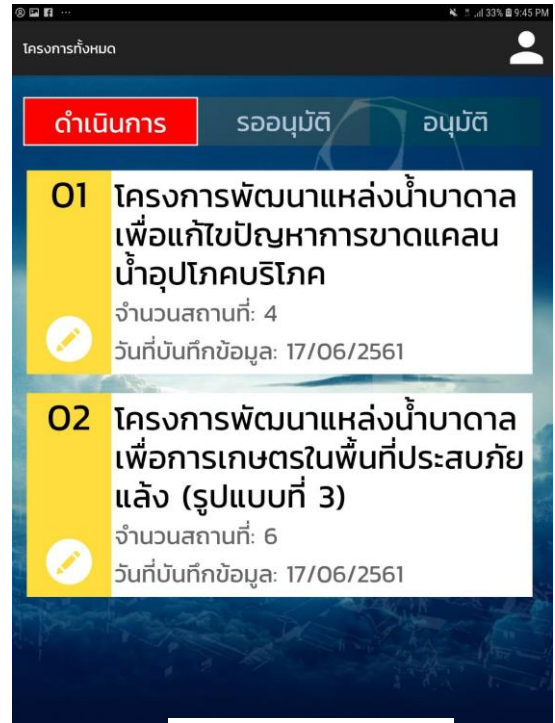 33% 9:45 PM
โครงการทั้งหมด
ดำเนินการ รออนุมัติ อนุมัติ
01 โครงการพัฒนาแหล่งน้ำบาดาล
เพื่อแก้ไขปัญหาการขาดแคลน
น้ำอุปโภคบริโภค
จำนวนสถานที่: 4
วันที่บันทึกข้อมูล: 17/06/2561
02 โครงการพัฒนาแหล่งน้ำบาดาล
เพื่อการเกษตรในพื้นที่ประสบภัย
แล้ง (รูปแบบที่ 3)
จำนวนสถานที่: 6
วันที่บันทึกข้อมูล: 17/06/2561